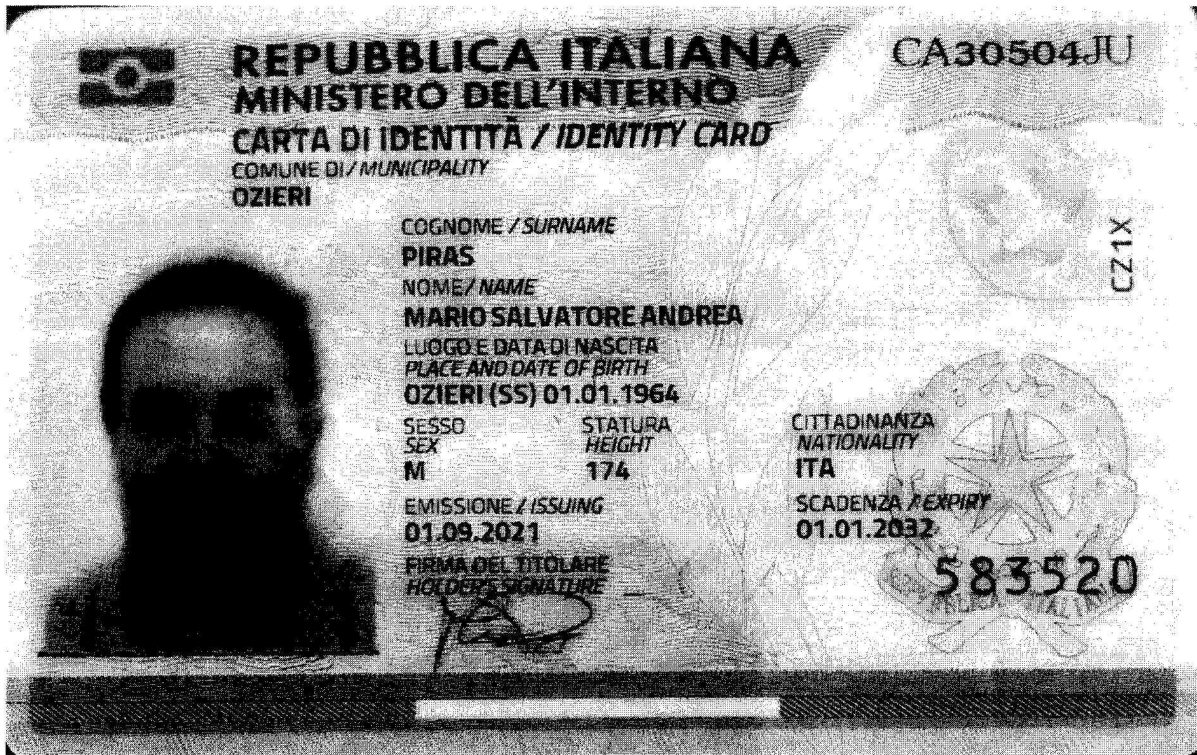 REPUBBLICA ITALIANA
CA30504JU
MINISTERO DELL'INTERNO
CARTA DI IDENTITÀ / IDENTITY CARD
COMUNE DI / MUNICIPALITY
OZIERI
COGNOME / SURNAME
PIRAS
NOME / NAME
MARIO SALVATORE ANDREA
LUOGO E DATA DI NASCITA
PLACE AND DATE OF BIRTH
OZIERI (SS) 01.01.1964
SESSO
SEX
M
STATURA
HEIGHT
174
CITTADINANZA
NATIONALITY
ITA
EMISSIONE / ISSUING
01.09.2021
SCADENZA / EXPIRY
01.01.2032
FIRMA DEL TITOLARE
HOLDER'S SIGNATURE
583520
CZ1X